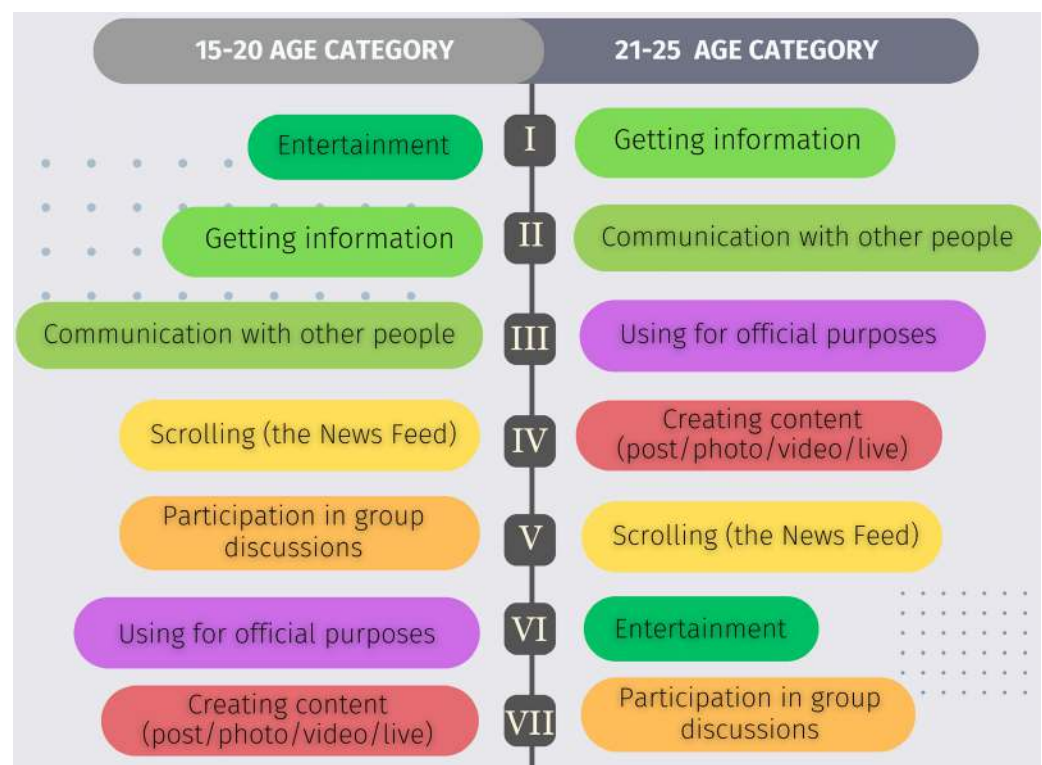 15-20 AGE CATEGORY
21-25 AGE CATEGORY
Entertainment
I
Getting information
Getting information
II
Communication with other people
Communication with other people
III
Using for official purposes
Scrolling (the News Feed)
IV
Creating content
(post/photo/video/live)
Participation in group
discussions
V
Scrolling (the News Feed)
Using for official purposes
VI
Entertainment
Creating content
(post/photo/video/live)
VII
Participation in group
discussions